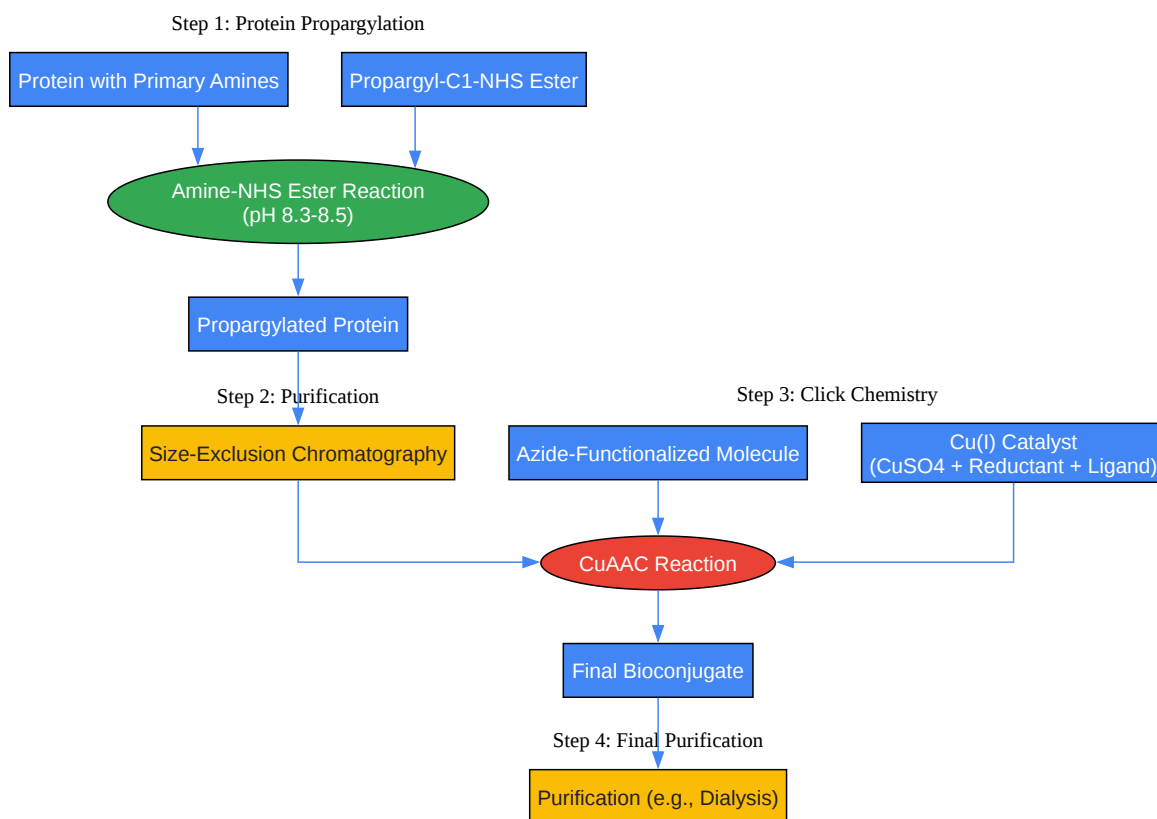 Step 1: Protein Propargylation
Protein with Primary Amines
Propargyl-C1-NHS Ester
Amine-NHS Ester Reaction
(pH 8.3-8.5)
Propargylated Protein
Step 2: Purification
Step 3: Click Chemistry
Size-Exclusion Chromatography
Azide-Functionalized Molecule
Cu(I) Catalyst
(CuSO4 + Reductant + Ligand)
CuAAC Reaction
Final Bioconjugate
Step 4: Final Purification
Purification (e.g., Dialysis)